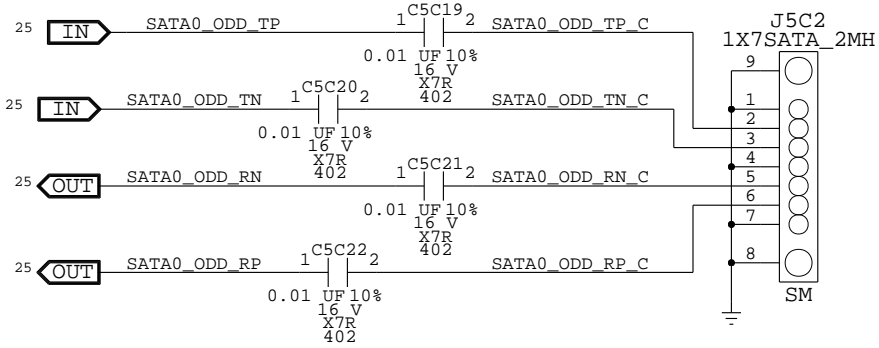 J5C2
1X7SATA_2MH
25 IN SATA0_ODD_TP 1 C5C19 2 SATA0_ODD_TP_C
0.01 UF 10%
16 V
X7R
402
25 IN SATA0_ODD_TN 1 C5C20 2 SATA0_ODD_TN_C
0.01 UF 10%
16 V
X7R
402
25 OUT SATA0_ODD_RN 1 C5C21 2 SATA0_ODD_RN_C
0.01 UF 10%
16 V
X7R
402
25 OUT SATA0_ODD_RP 1 C5C22 2 SATA0_ODD_RP_C
0.01 UF 10%
16 V
X7R
402
9
1
2
3
4
5
6
7
8
SM